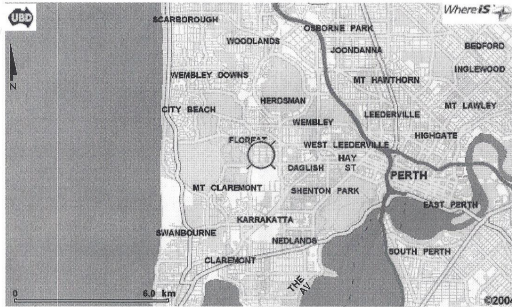 UBD
Where iS
SCARBOROUGH
OSBORNE PARK
WOODLANDS
JOONDANNA
BEDFORD
INGLEWOOD
WEMBLEY DOWNS
MT HAWTHORN
HERDSMAN
MT LAWLEY
CITY BEACH
LEEDERVILLE
WEMBLEY
HIGHGATE
FLOREAT
WEST LEEDERVILLE
HAY ST
DAGLISH
PERTH
MT CLAREMONT
SHENTON PARK
EAST PERTH
KARRAKATTA
SWANBOURNE
NEDLANDS
SOUTH PERTH
CLAREMONT
THE AV
N
0 6.0 km
©2004